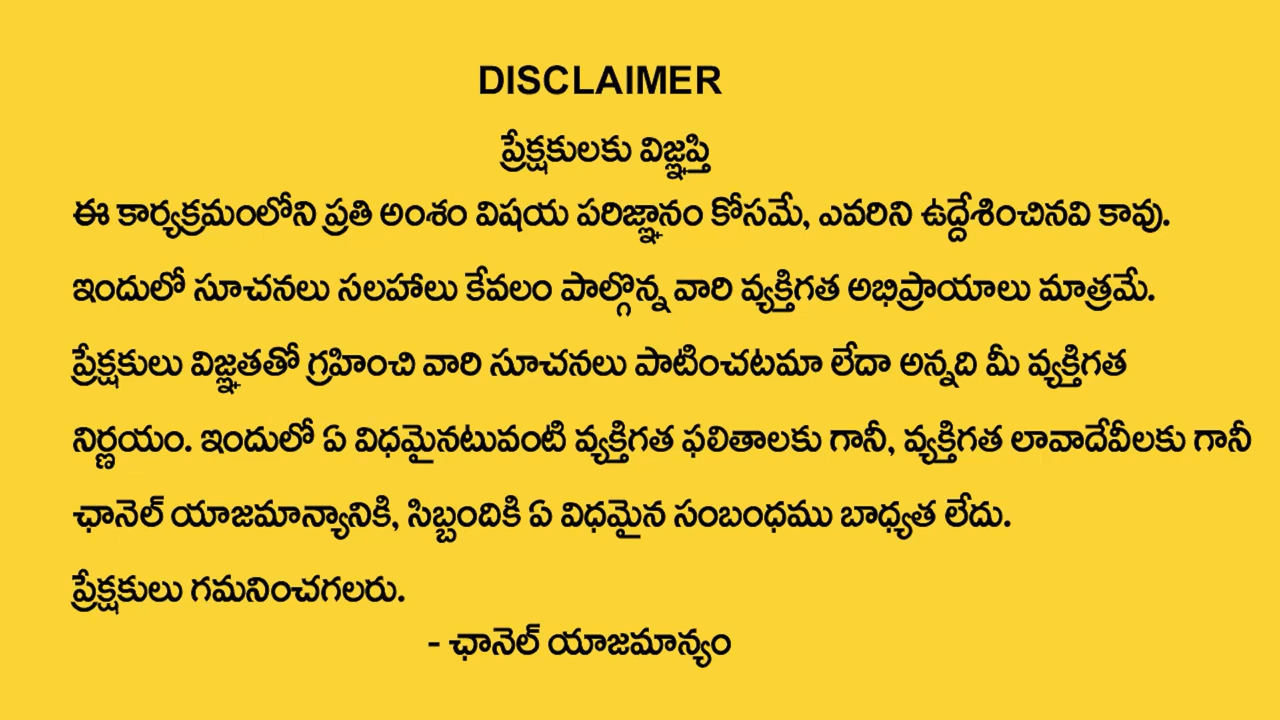 DISCLAIMER
ప్రేక్షకులకు విజ్ఞప్తి
ఈ కార్యక్రమంలోని ప్రతి అంశం విషయ పరిజ్ఞానం కోసమే, ఎవరిని ఉద్దేశించినవి కావు.
ఇందులో సూచనలు సలహాలు కేవలం పాల్గొన్న వారి వ్యక్తిగత అభిప్రాయాలు మాత్రమే.
ప్రేక్షకులు విజ్ఞతతో గ్రహించి వారి సూచనలు పాటించటమా లేదా అన్నది మీ వ్యక్తిగత
నిర్ణయం. ఇందులో ఏ విధమైనటువంటి వ్యక్తిగత ఫలితాలకు గానీ, వ్యక్తిగత లావాదేవీలకు గానీ
ఛానెల్ యాజమాన్యానికి, సిబ్బందికి ఏ విధమైన సంబంధము బాధ్యత లేదు.
ప్రేక్షకులు గమనించగలరు.
- ఛానెల్ యాజమాన్యం